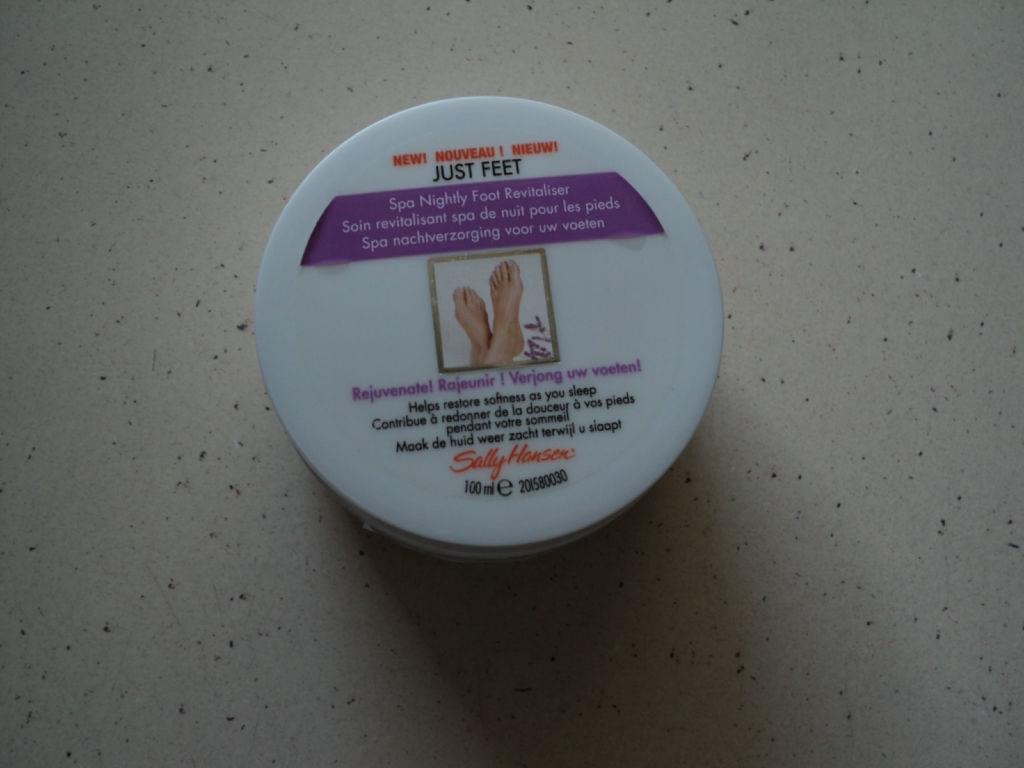 NEW! NOUVEAU ! NIEUW!
JUST FEET
Spa Nightly Foot Revitaliser
Soin revitalisant spa de nuit pour les pieds
Spa nachtverzorging voor uw voeten
Rejuvenate! Rajeunir ! Verjong uw voeten!
Helps restore softness as you sleep
Contribue à redonner de la douceur à vos pieds
pendant votre sommeil
Maak de huid weer zacht terwijl u slaapt
Sally Hansen
100 ml e 201580030